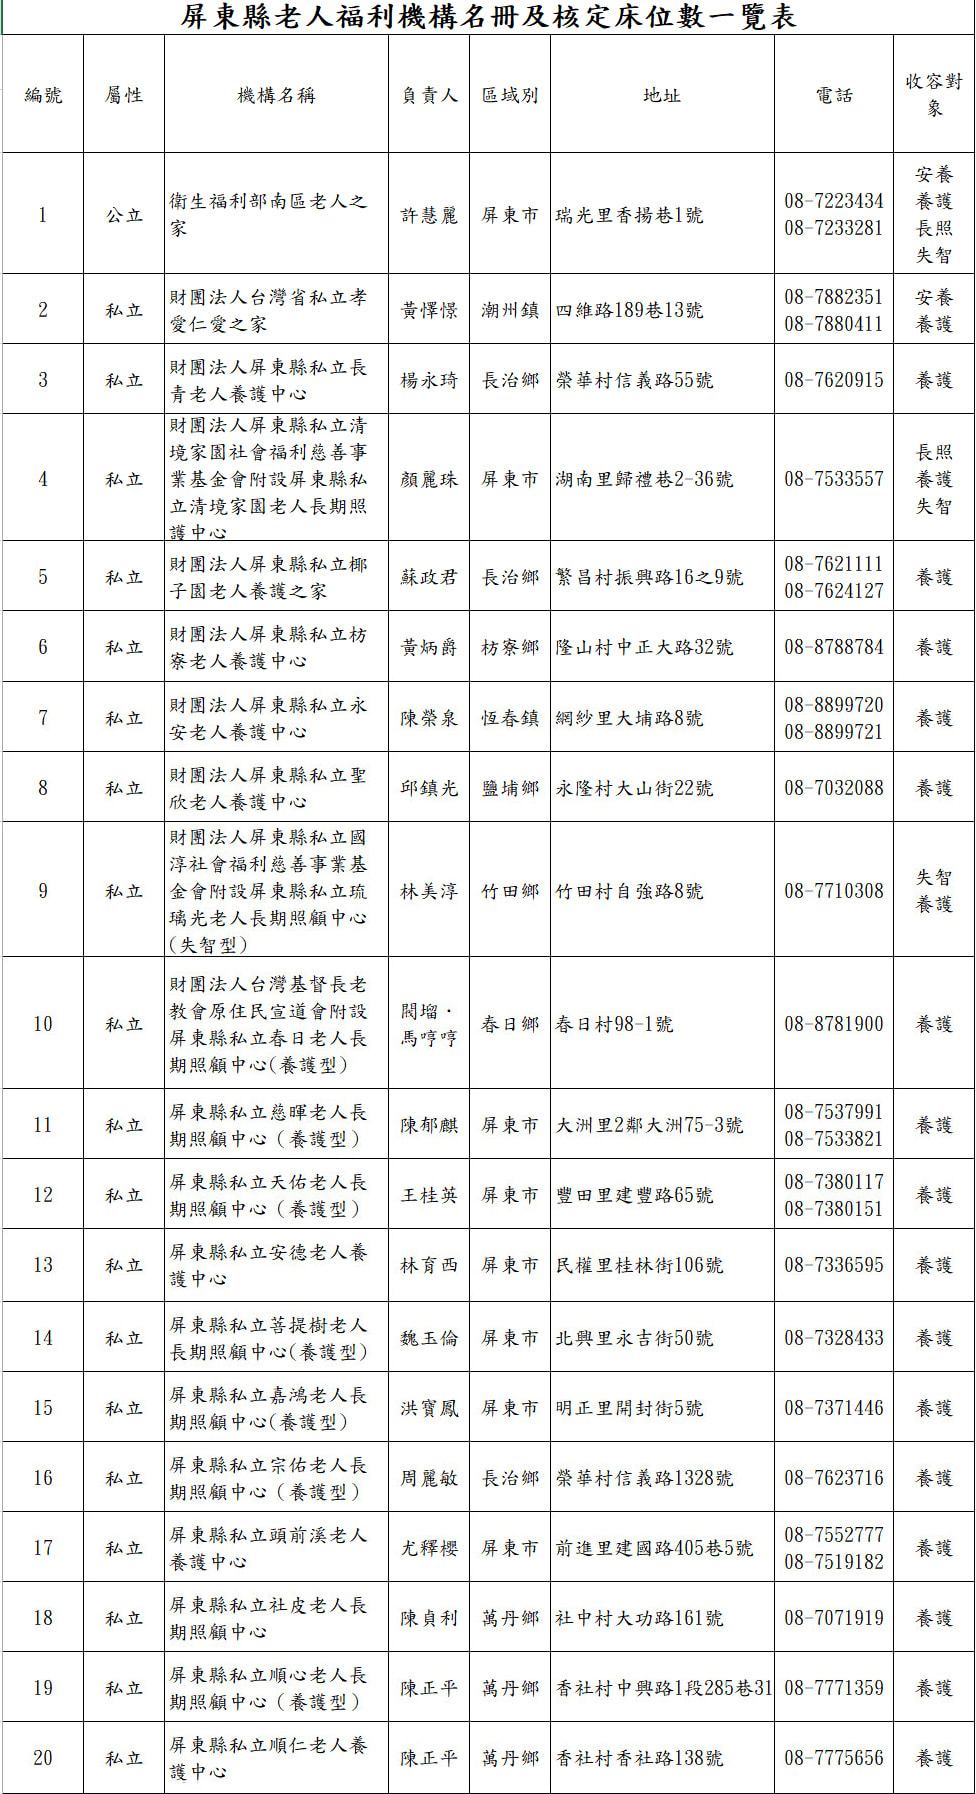 屏東縣老人福利機構名冊及核定床位數一覽表
編號 屬性 機構名稱 負責人 區域別 地址 電話 收容對
象
1 公立 衛生福利部南區老人之
家 許慧麗 屏東市 瑞光里香揚巷1號 08-7223434
08-7233281 安養
養護
長照
失智
2 私立 財團法人台灣省私立孝
愛仁愛之家 黃懌憬 潮州鎮 四維路189巷13號 08-7882351
08-7880411 安養
養護
3 私立 財團法人屏東縣私立長
青老人養護中心 楊永琦 長治鄉 榮華村信義路55號 08-7620915 養護
4 私立 財團法人屏東縣私立清
境家園社會福利慈善事
業基金會附設屏東縣私
立清境家園老人長期照
護中心 顏麗珠 屏東市 湖南里歸禮巷2-36號 08-7533557 長照
養護
失智
5 私立 財團法人屏東縣私立椰
子園老人養護之家 蘇政君 長治鄉 繁昌村振興路16之9號 08-7621111
08-7624127 養護
6 私立 財團法人屏東縣私立枋
寮老人養護中心 黃炳爵 枋寮鄉 隆山村中正大路32號 08-8788784 養護
7 私立 財團法人屏東縣私立永
安老人養護中心 陳榮泉 恆春鎮 網紗里大埔路8號 08-8899720
08-8899721 養護
8 私立 財團法人屏東縣私立聖
欣老人養護中心 邱鎮光 鹽埔鄉 永隆村大山街22號 08-7032088 養護
9 私立 財團法人屏東縣私立國
淳社會福利慈善事業基
金會附設屏東縣私立琉
璃光老人長期照顧中心
(失智型) 林美淳 竹田鄉 竹田村自強路8號 08-7710308 失智
養護
10 私立 財團法人台灣基督長老
教會原住民宣道會附設
屏東縣私立春日老人長
期照顧中心(養護型) 閱塯·
馬哼哼 春日鄉 春日村98-1號 08-8781900 養護
11 私立 屏東縣私立慈暉老人長
期照顧中心（養護型） 陳郁麒 屏東市 大洲里2鄰大洲75-3號 08-7537991
08-7533821 養護
12 私立 屏東縣私立天佑老人長
期照顧中心（養護型） 王桂英 屏東市 豐田里建豐路65號 08-7380117
08-7380151 養護
13 私立 屏東縣私立安德老人養
護中心 林育西 屏東市 民權里桂林街106號 08-7336595 養護
14 私立 屏東縣私立菩提樹老人
長期照顧中心(養護型) 魏玉倫 屏東市 北興里永吉街50號 08-7328433 養護
15 私立 屏東縣私立嘉鴻老人長
期照顧中心(養護型) 洪寶鳳 屏東市 明正里開封街5號 08-7371446 養護
16 私立 屏東縣私立宗佑老人長
期照顧中心（養護型） 周麗敏 長治鄉 榮華村信義路1328號 08-7623716 養護
17 私立 屏東縣私立頭前溪老人
養護中心 尤釋櫻 屏東市 前進里建國路405巷5號 08-7552777
08-7519182 養護
18 私立 屏東縣私立社皮老人長
期照顧中心 陳貞利 萬丹鄉 社中村大功路161號 08-7071919 養護
19 私立 屏東縣私立順心老人長
期照顧中心（養護型） 陳正平 萬丹鄉 香社村中興路1段285巷31 08-7771359 養護
20 私立 屏東縣私立順仁老人養
護中心 陳正平 萬丹鄉 香社村香社路138號 08-7775656 養護